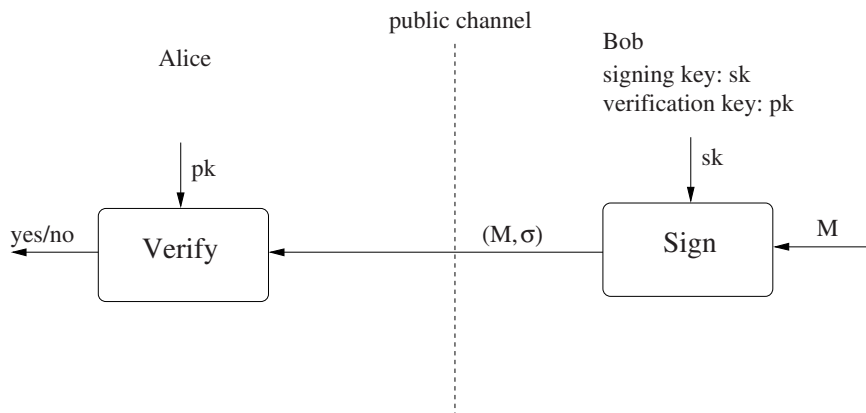 public channel
Alice
Bob
signing key: sk
verification key: pk
pk
sk
yes/no
Verify
(M, σ)
Sign
M